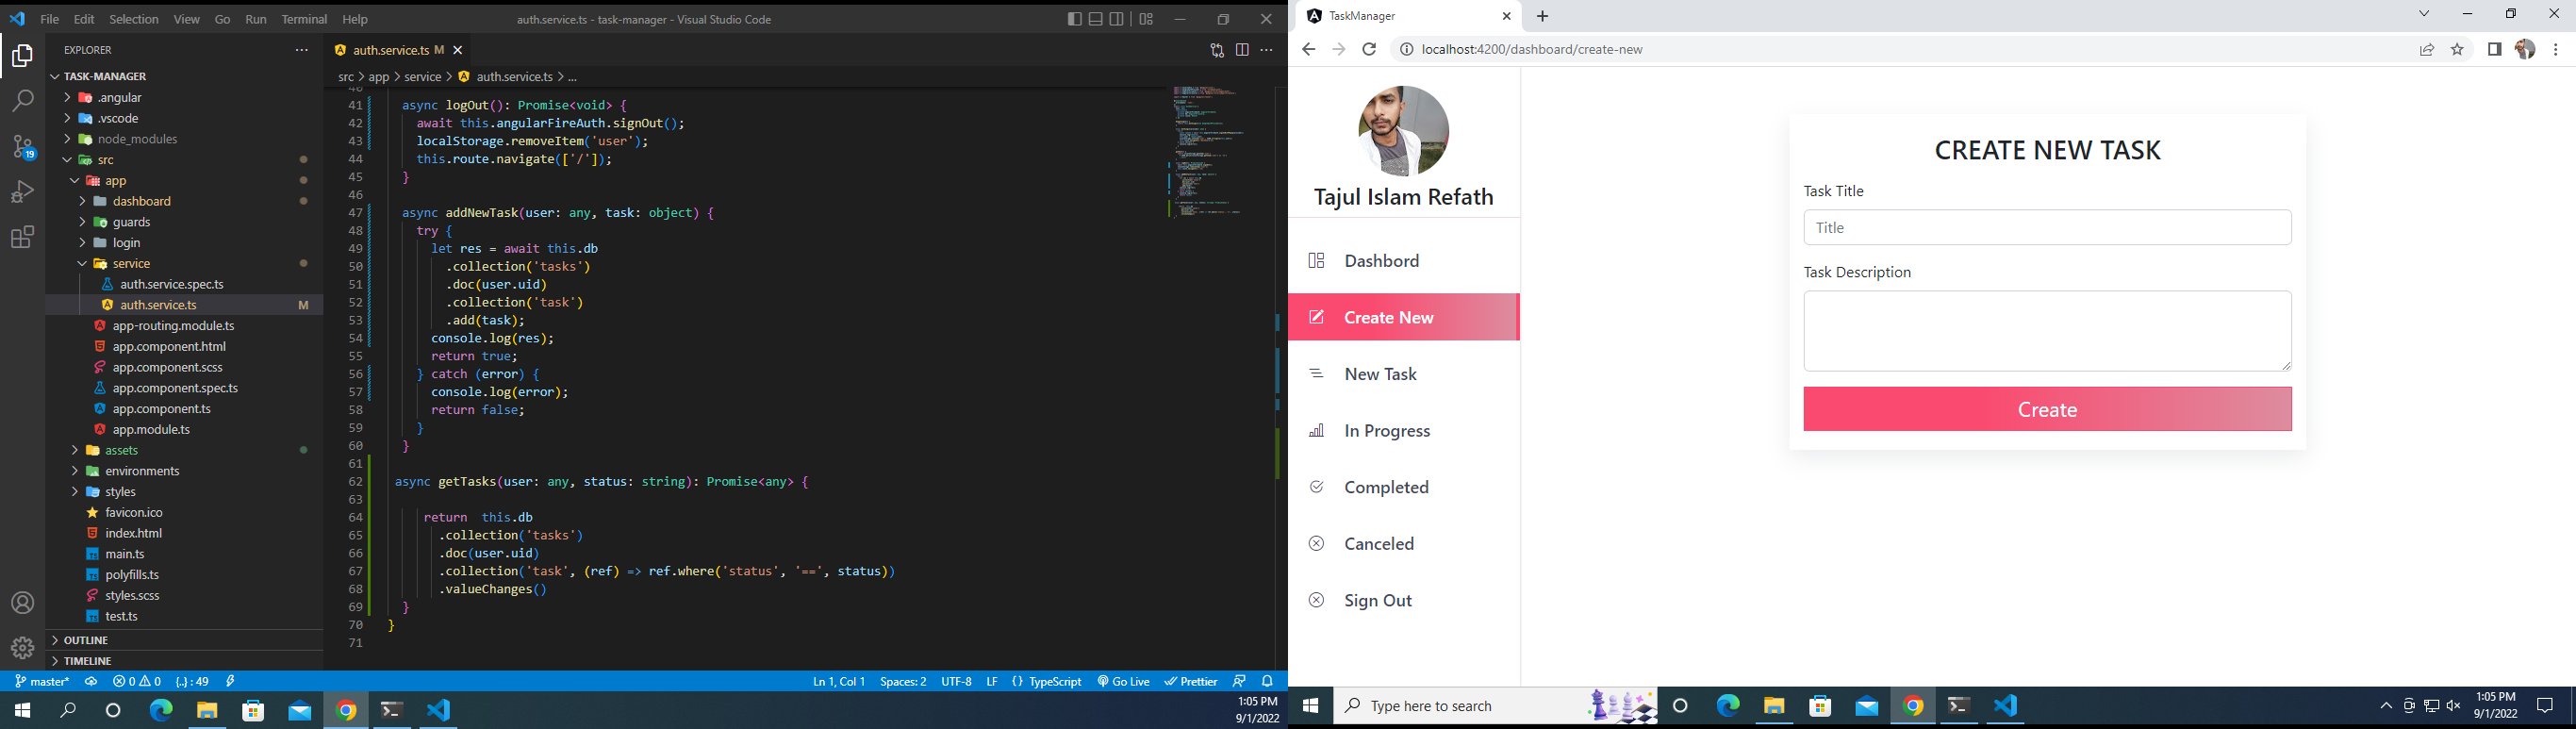 File Edit Selection View Go Run Terminal Help
auth.service.ts - task-manager - Visual Studio Code
EXPLORER
TASK-MANAGER
.angular
.vscode
node_modules
src
app
dashboard
guards
login
service
auth.service.spec.ts
auth.service.ts M
app-routing.module.ts
app.component.html
app.component.scss
app.component.spec.ts
app.component.ts
app.module.ts
assets
environments
styles
favicon.ico
index.html
main.ts
polyfills.ts
styles.scss
test.ts
OUTLINE
TIMELINE
19
auth.service.ts M
src > app > service > auth.service.ts > ...
40
41 async logOut(): Promise<void> {
42 await this.angularFireAuth.signOut();
43 localStorage.removeItem('user');
44 this.route.navigate(['/']);
45 }
46
47 async addNewTask(user: any, task: object) {
48 try {
49 let res = await this.db
50 .collection('tasks')
51 .doc(user.uid)
52 .collection('task')
53 .add(task);
54 console.log(res);
55 return true;
56 } catch (error) {
57 console.log(error);
58 return false;
59 }
60 }
61
62 async getTasks(user: any, status: string): Promise<any> {
63
64 return  this.db
65 .collection('tasks')
66 .doc(user.uid)
67 .collection('task', (ref) => ref.where('status', '==', status))
68 .valueChanges()
69 }
70 }
71
master* 0 0 {..} : 49
Ln 1, Col 1 Spaces: 2 UTF-8 LF {} TypeScript Go Live Prettier
1:05 PM
9/1/2022
TaskManager
localhost:4200/dashboard/create-new
Tajul Islam Refath
Dashbord
Create New
New Task
In Progress
Completed
Canceled
Sign Out
CREATE NEW TASK
Task Title
Title
Task Description
Create
Type here to search
1:05 PM
9/1/2022